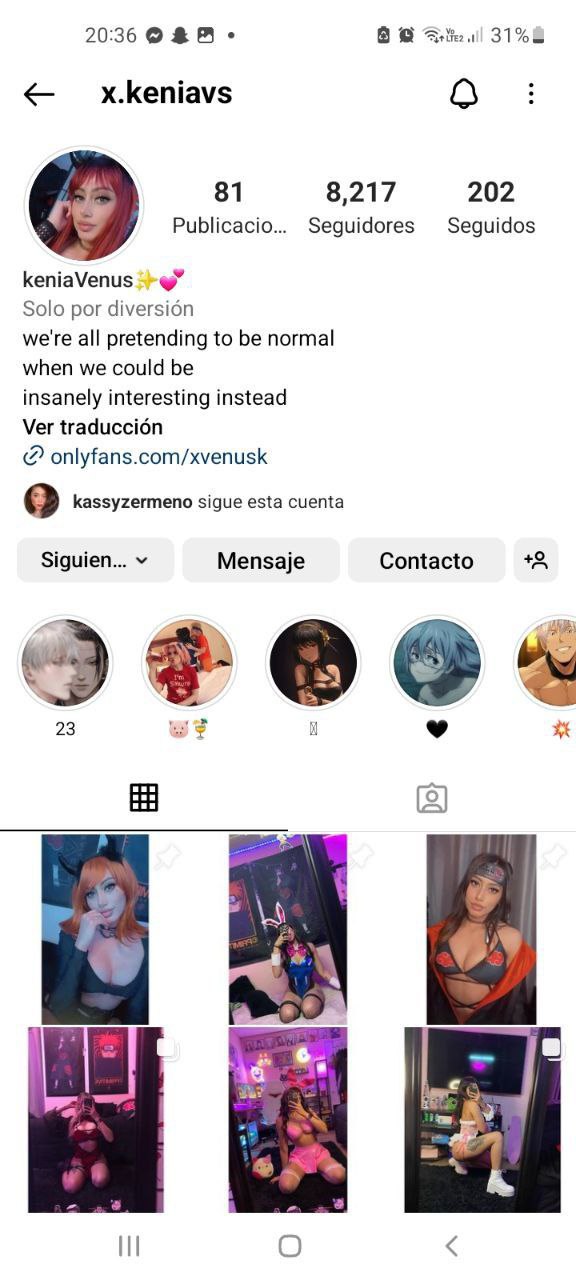 20:36
Vo
LTE2
31%
x.keniavs
81
8,217
202
Publicacio...
Seguidores
Seguidos
keniaVenus✨💕
Solo por diversión
we're all pretending to be normal
when we could be
insanely interesting instead
Ver traducción
onlyfans.com/xvenusk
kassyzermeno sigue esta cuenta
Siguien...
Mensaje
Contacto
I'm
23
🐷🍹
🖤
💥